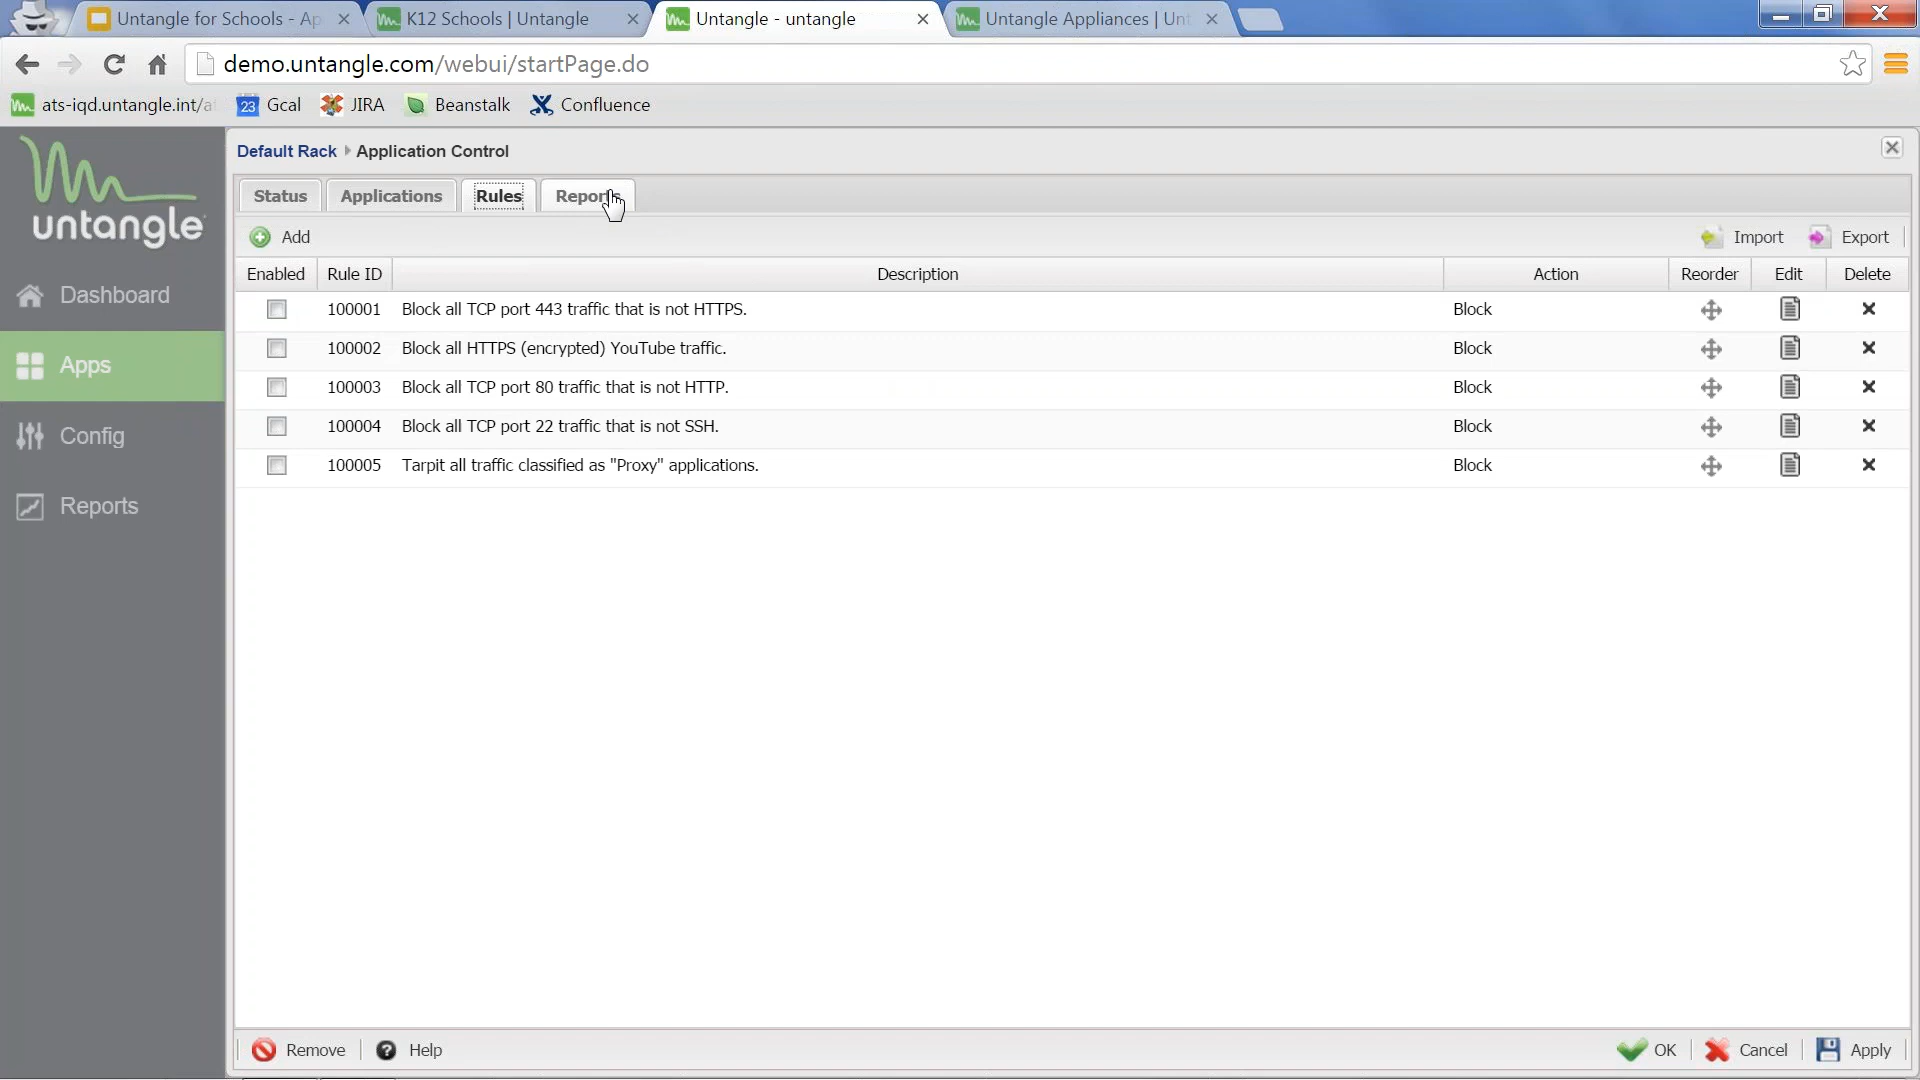 Untangle for Schools - Ap
K12 Schools | Untangle
Untangle - untangle
Untangle Appliances | Unt
demo.untangle.com/webui/startPage.do
ats-iqd.untangle.int/a
23 Gcal
JIRA
Beanstalk
Confluence
untangle
Dashboard
Apps
Config
Reports
Default Rack Application Control
Status Applications Rules Reports
Add
Import Export
Enabled Rule ID Description Action Reorder Edit Delete
100001 Block all TCP port 443 traffic that is not HTTPS. Block
100002 Block all HTTPS (encrypted) YouTube traffic. Block
100003 Block all TCP port 80 traffic that is not HTTP. Block
100004 Block all TCP port 22 traffic that is not SSH. Block
100005 Tarpit all traffic classified as "Proxy" applications. Block
Remove ? Help
OK Cancel Apply